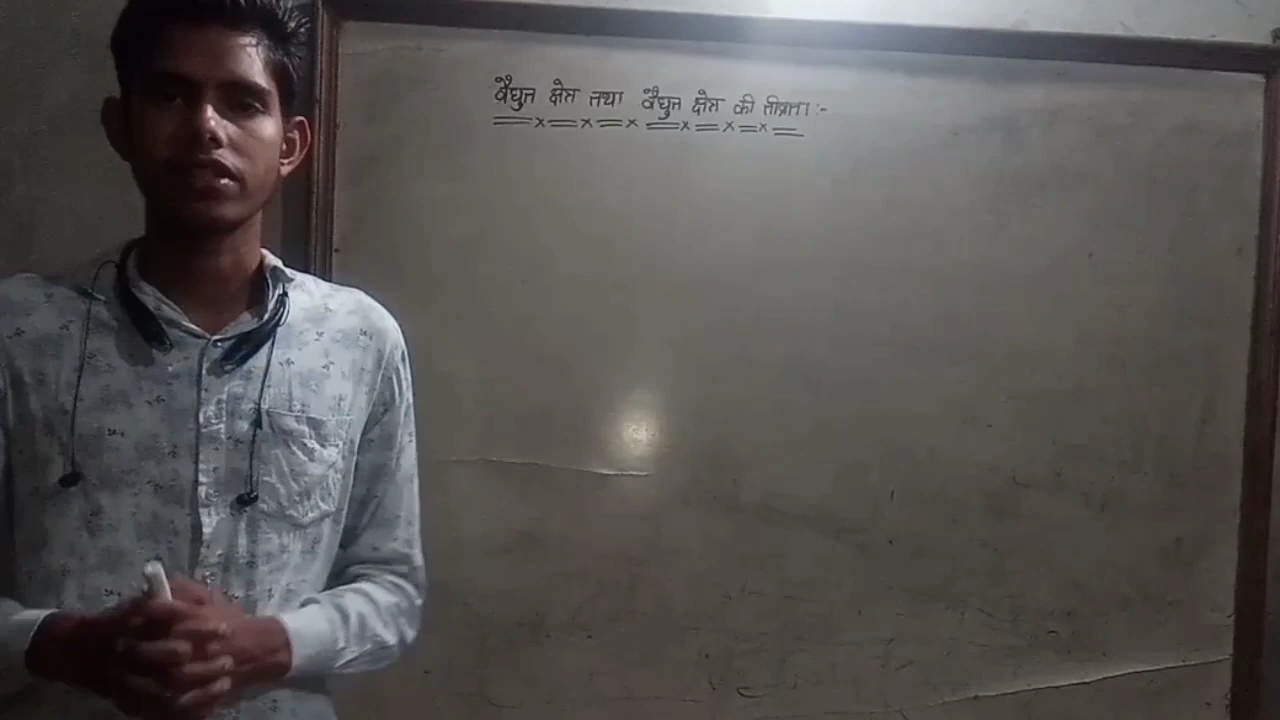 वैद्युत क्षेत्र तथा वैद्युत क्षेत्र की तीव्रता :-